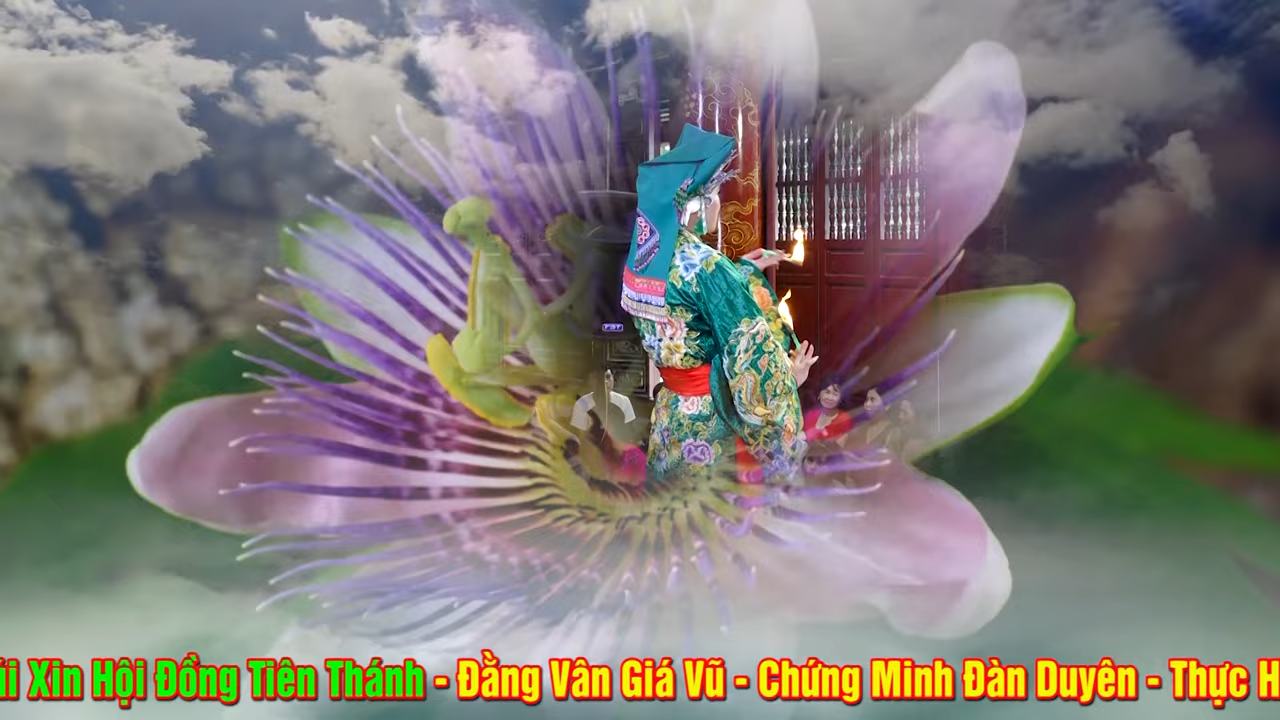 Xin Hội Đồng Tiên Thánh - Đằng Vân Giá Vũ - Chứng Minh Đàn Duyên - Thực